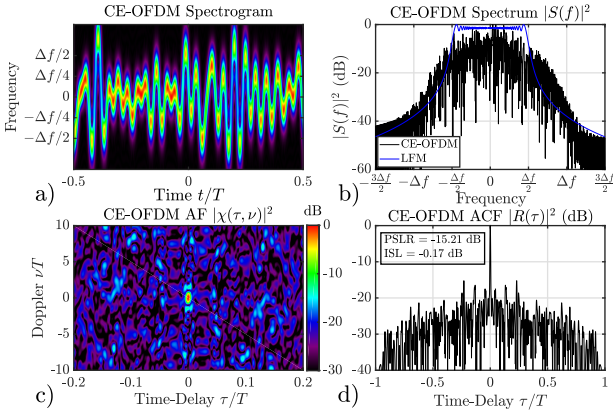 CE-OFDM Spectrogram
Δf/2
Δf/4
0
−Δf/4
−Δf/2
Frequency
-0.5
0
0.5
Time t/T
a)
CE-OFDM Spectrum |S(f)|²
0
-20
-40
-60
|S(f)|² (dB)
CE-OFDM
LFM
−3Δf/2
−Δf
−Δf/2
0
Δf/2
Δf
3Δf/2
Frequency
b)
CE-OFDM AF |χ(τ, ν)|²
dB
10
5
0
-5
-10
Doppler νT
0
-10
-20
-30
-0.2
-0.1
0
0.1
0.2
Time-Delay τ/T
c)
CE-OFDM ACF |R(τ)|² (dB)
PSLR = -15.21 dB
ISL = -0.17 dB
0
-10
-20
-30
-40
-1
-0.5
0
0.5
1
Time-Delay τ/T
d)